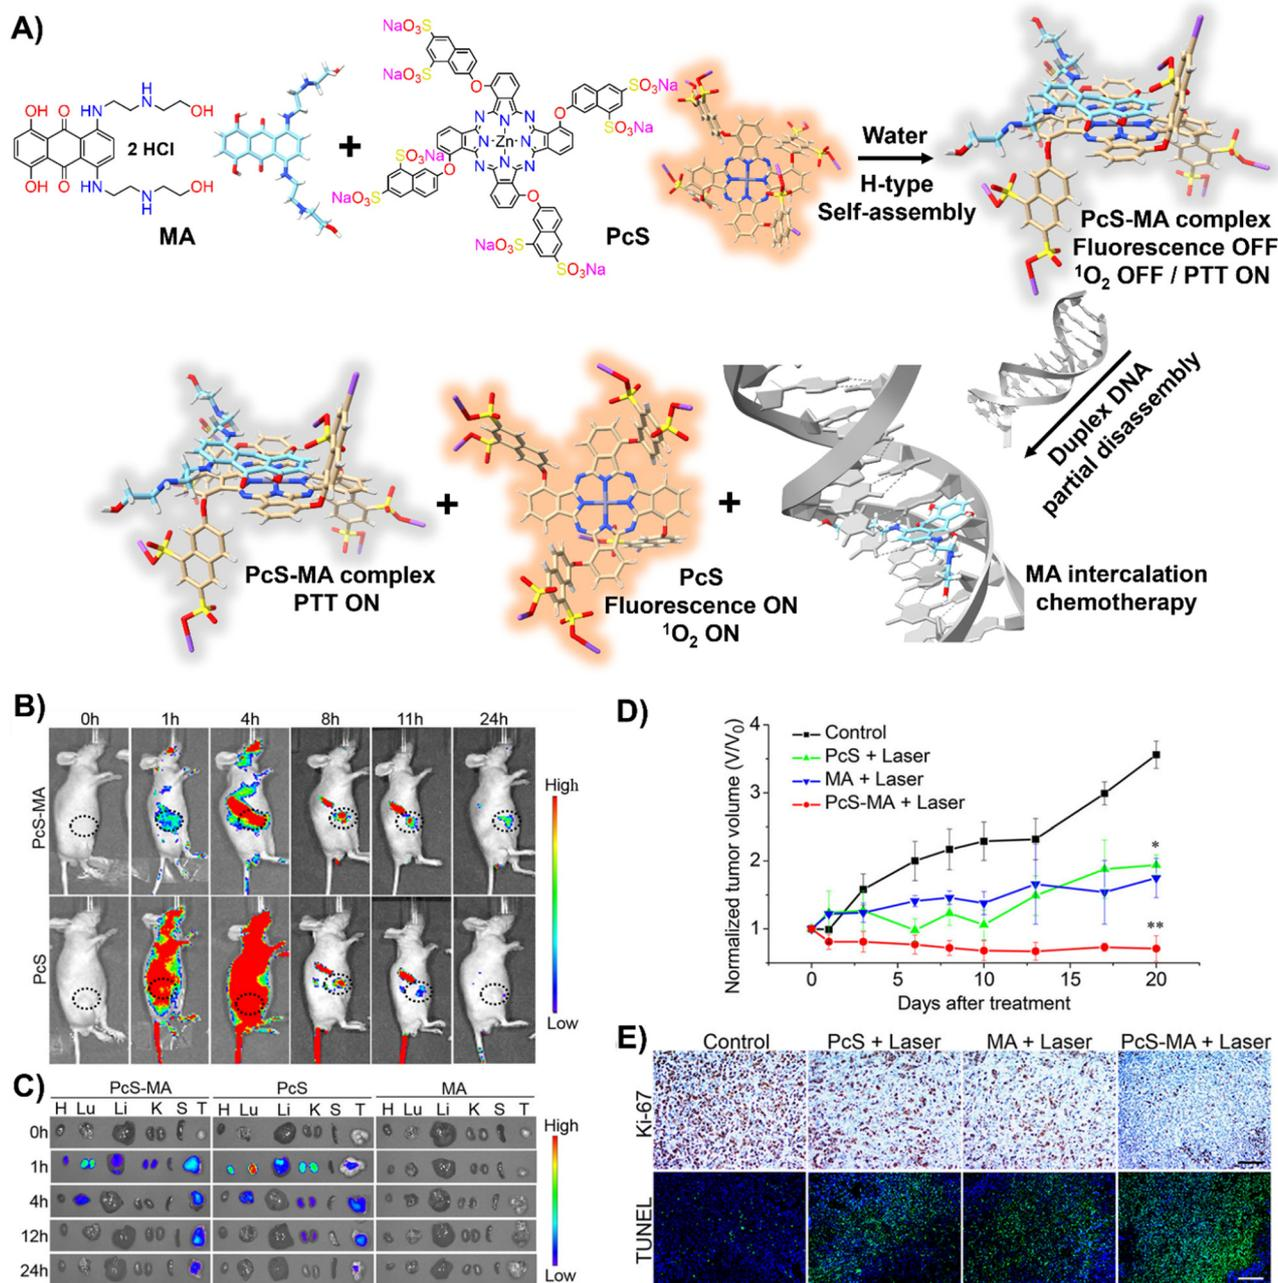 A)
OH
O
HN
H
N
OH
2 HCl
OH
O
HN
N
H
OH
MA
+
NaO3S
NaO3S
O
SO3Na
SO3Na
O
N
N
N
N
N
Zn
N
N
N
SO3Na
NaO3S
O
O
NaO3S
SO3Na
PcS
Water
H-type
Self-assembly
PcS-MA complex
Fluorescence OFF
¹O₂ OFF / PTT ON
Duplex DNA
partial disassembly
PcS-MA complex
PTT ON
+
PcS
Fluorescence ON
¹O₂ ON
+
MA intercalation
chemotherapy
B)
0h 1h 4h 8h 11h 24h
PcS-MA
PcS
High
Low
C)
PcS-MA PcS MA
H Lu Li K S T H Lu Li K S T H Lu Li K S T
0h
1h
4h
12h
24h
High
Low
D)
Normalized tumor volume (V/V₀)
4
3
2
1
Control
PcS + Laser
MA + Laser
PcS-MA + Laser
*
**
0 5 10 15 20
Days after treatment
E)
Control PcS + Laser MA + Laser PcS-MA + Laser
Ki-67
TUNEL